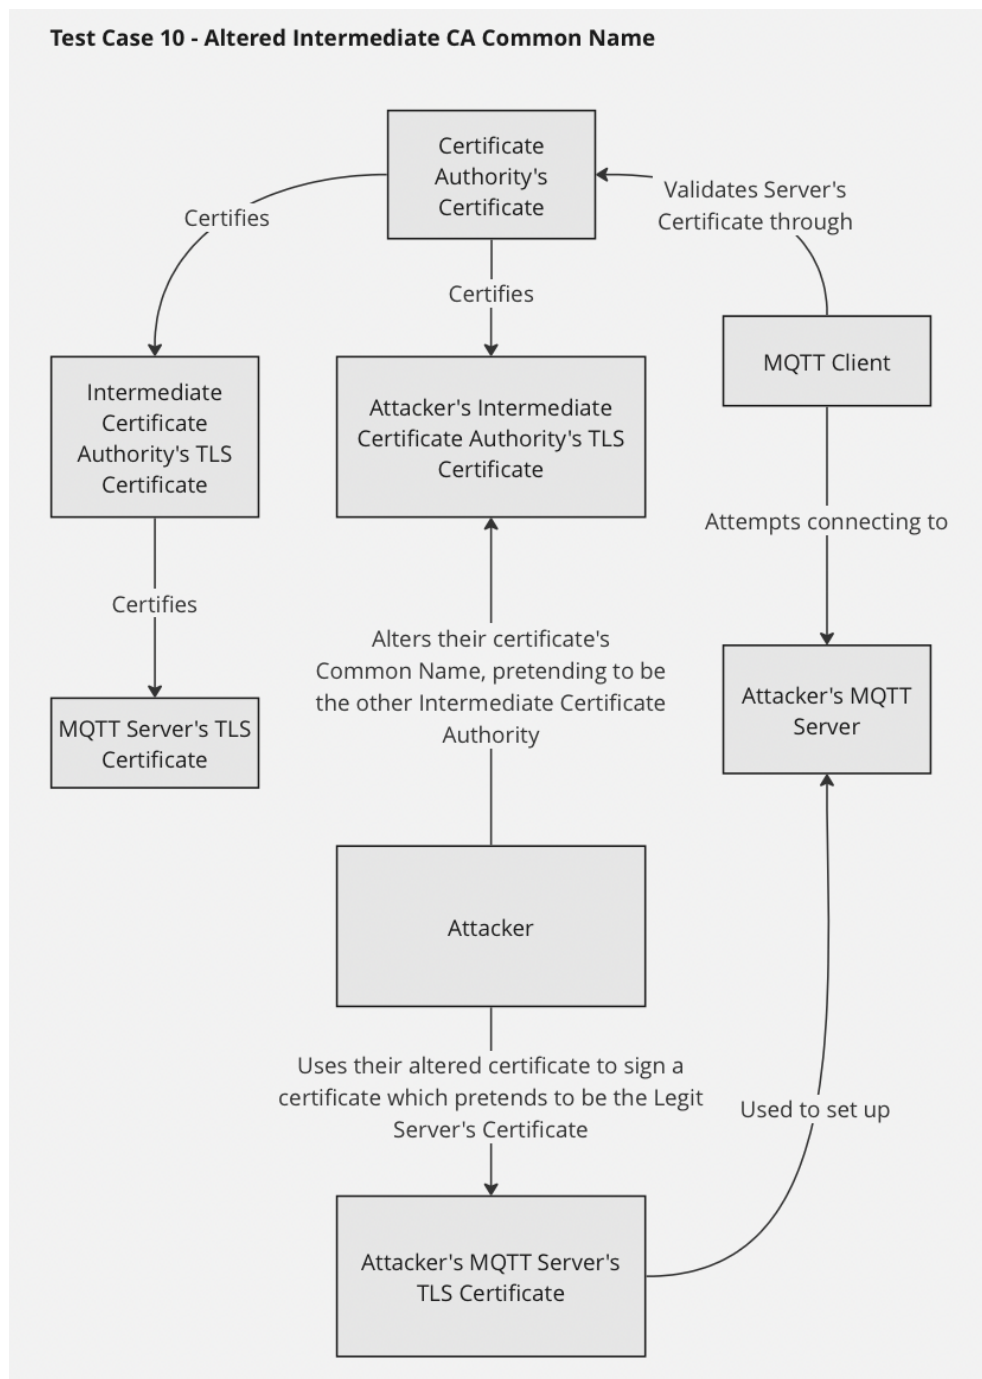 Test Case 10 - Altered Intermediate CA Common Name
Certificate
Authority's
Certificate
Validates Server's
Certificate through
Certifies
Certifies
MQTT Client
Intermediate
Certificate
Authority's TLS
Certificate
Attacker's Intermediate
Certificate Authority's TLS
Certificate
Attempts connecting to
Certifies
Alters their certificate's
Common Name, pretending to be
the other Intermediate Certificate
Authority
Attacker's MQTT
Server
MQTT Server's TLS
Certificate
Attacker
Uses their altered certificate to sign a
certificate which pretends to be the Legit
Server's Certificate
Used to set up
Attacker's MQTT Server's
TLS Certificate